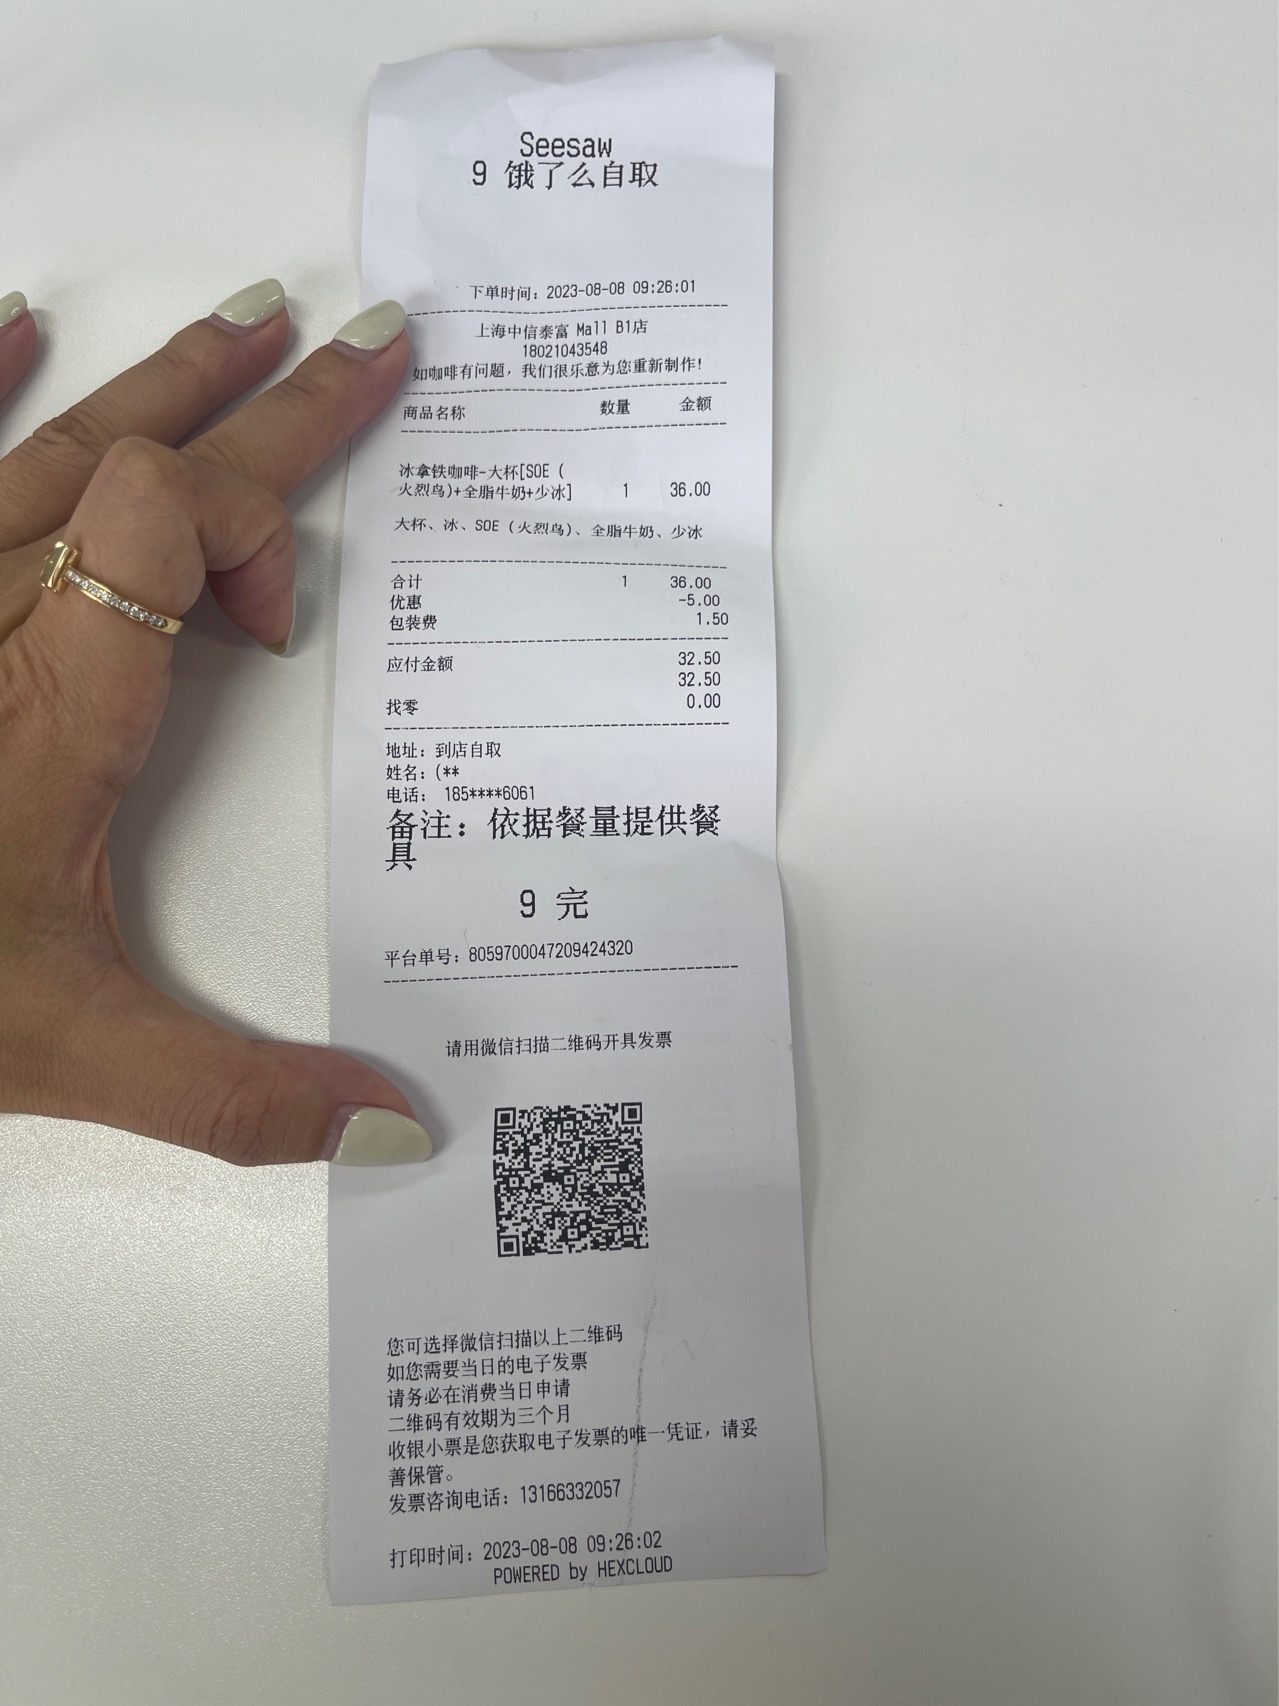 Seesaw
9 饿了么自取
下单时间：2023-08-08 09:26:01
上海中信泰富 Mall B1店
18021043548
如咖啡有问题，我们很乐意为您重新制作！
商品名称 数量 金额
冰拿铁咖啡-大杯[SOE（
火烈鸟)+全脂牛奶+少冰] 1 36.00
大杯、冰、SOE（火烈鸟）、全脂牛奶、少冰
合计 1 36.00
优惠 -5.00
包装费 1.50
应付金额 32.50
32.50
找零 0.00
地址：到店自取
姓名：(**
电话： 185****6061
备注：依据餐量提供餐
具
9 完
平台单号：8059700047209424320
请用微信扫描二维码开具发票
您可选择微信扫描以上二维码
如您需要当日的电子发票
请务必在消费当日申请
二维码有效期为三个月
收银小票是您获取电子发票的唯一凭证，请妥
善保管。
发票咨询电话：13166332057
打印时间：2023-08-08 09:26:02
POWERED by HEXCLOUD